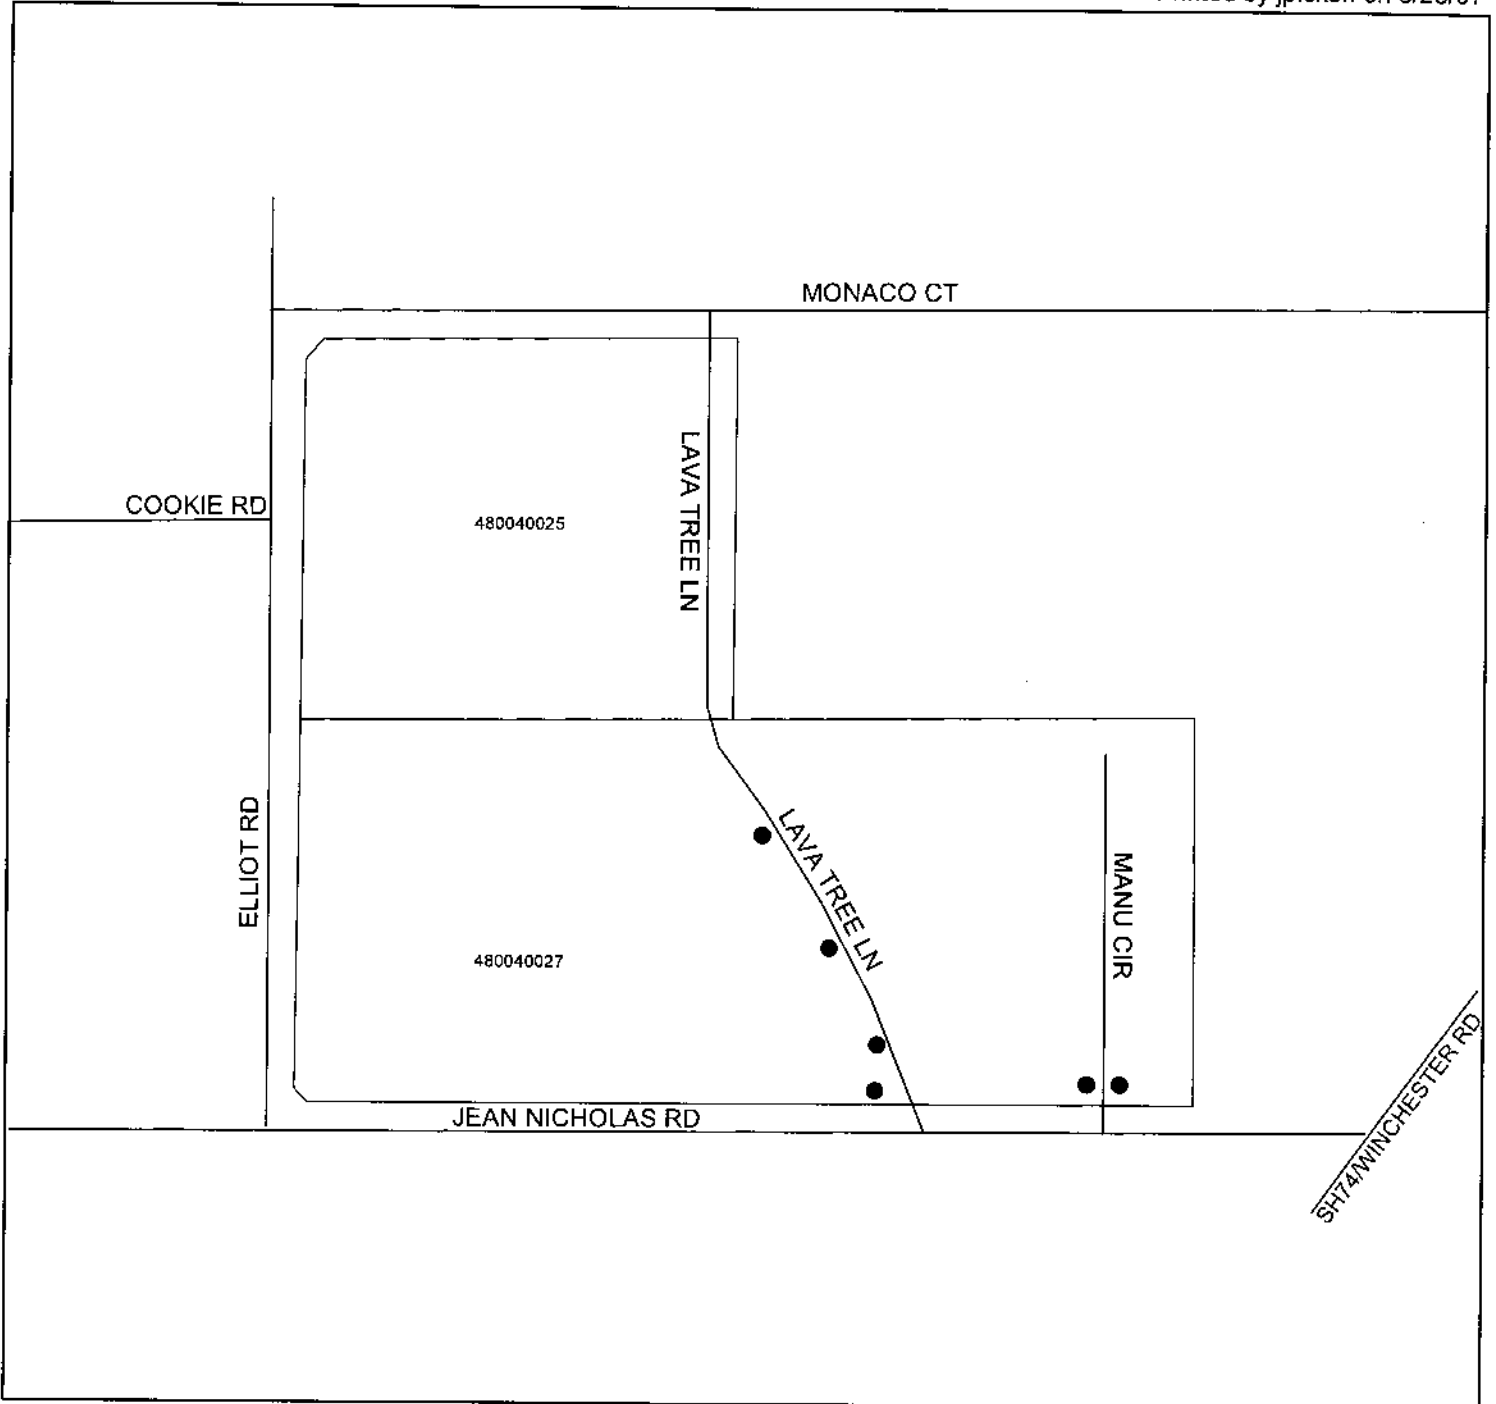 MONACO CT
LAVA TREE LN
COOKIE RD
480040025
ELLIOT RD
LAVA TREE LN
MANU CIR
480040027
SH74/WINCHESTER RD
JEAN NICHOLAS RD